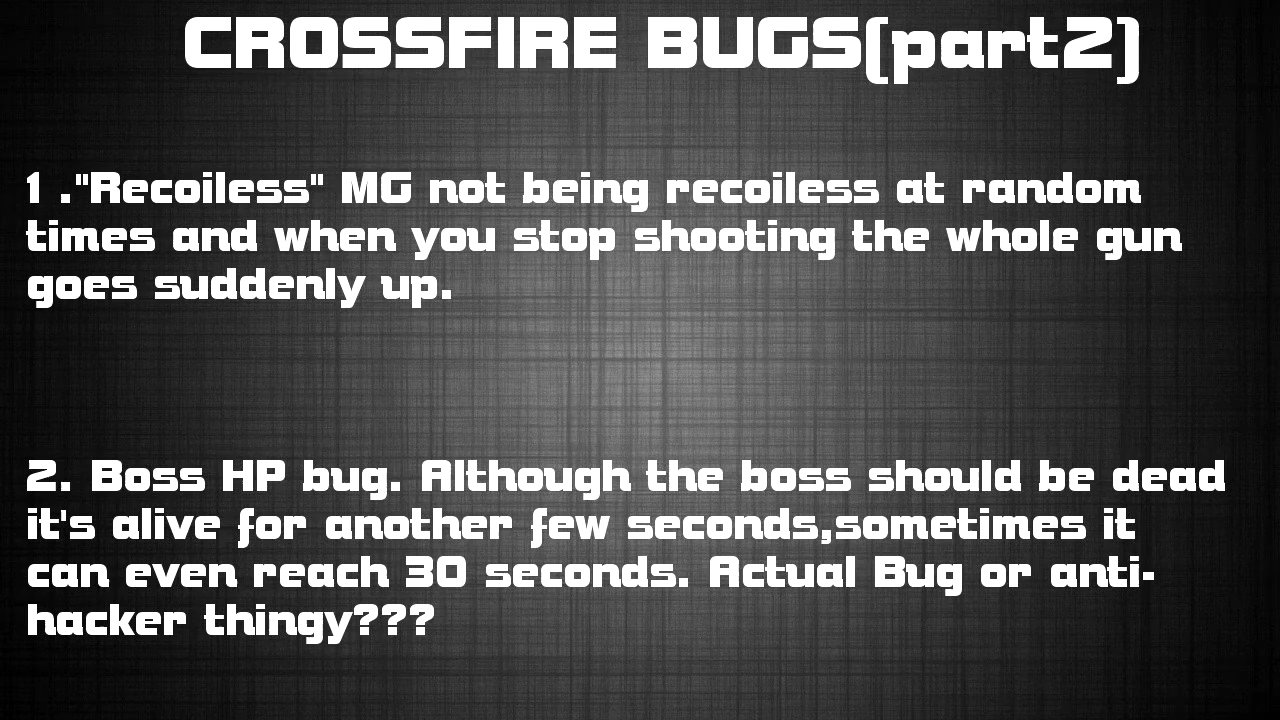 CROSSFIRE BUGS(part2)
1 ."Recoiless" MG not being recoiless at random
times and when you stop shooting the whole gun
goes suddenly up.
2. Boss HP bug. Although the boss should be dead
it's alive for another few seconds,sometimes it
can even reach 30 seconds. Actual Bug or anti-
hacker thingy???